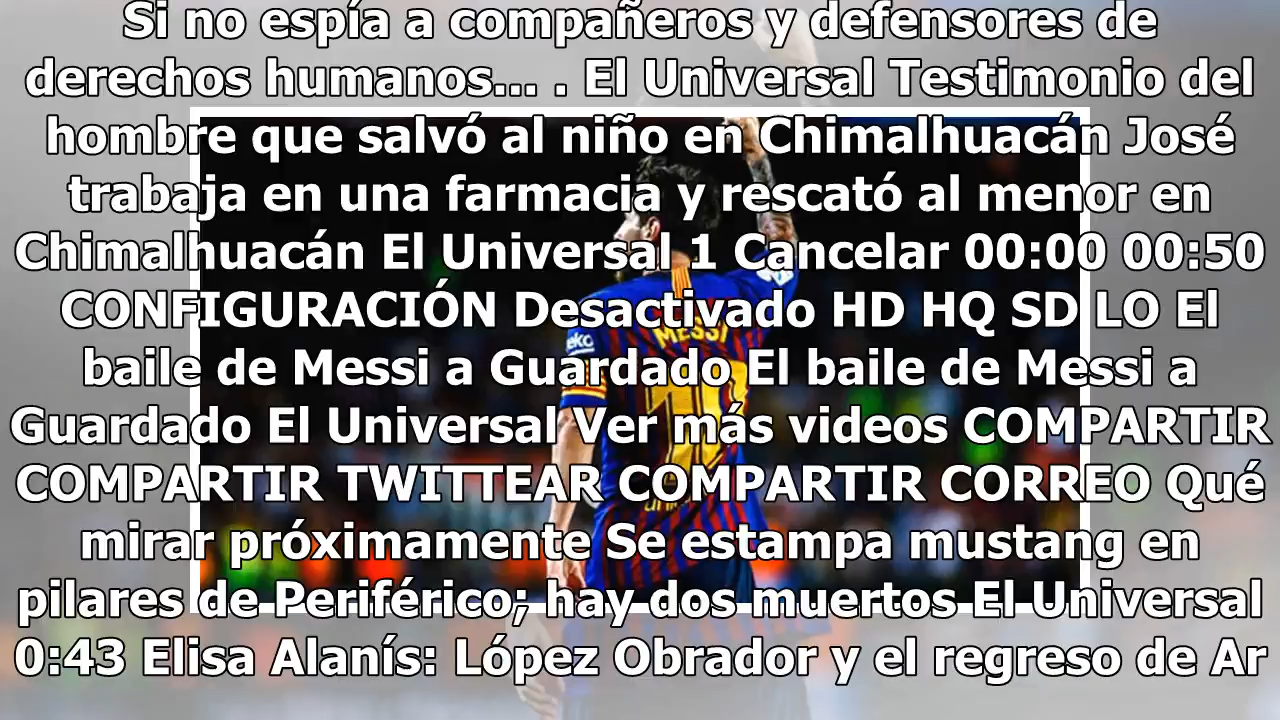 Si no espía a compañeros y defensores de
derechos humanos... . El Universal Testimonio del
hombre que salvó al niño en Chimalhuacán José
trabaja en una farmacia y rescató al menor en
Chimalhuacán El Universal 1 Cancelar 00:00 00:50
CONFIGURACIÓN Desactivado HD HQ SD LO El
baile de Messi a Guardado El baile de Messi a
Guardado El Universal Ver más videos COMPARTIR
COMPARTIR TWITTEAR COMPARTIR CORREO Qué
mirar próximamente Se estampa mustang en
pilares de Periférico; hay dos muertos El Universal
0:43 Elisa Alanís: López Obrador y el regreso de Ar
MESSI
10